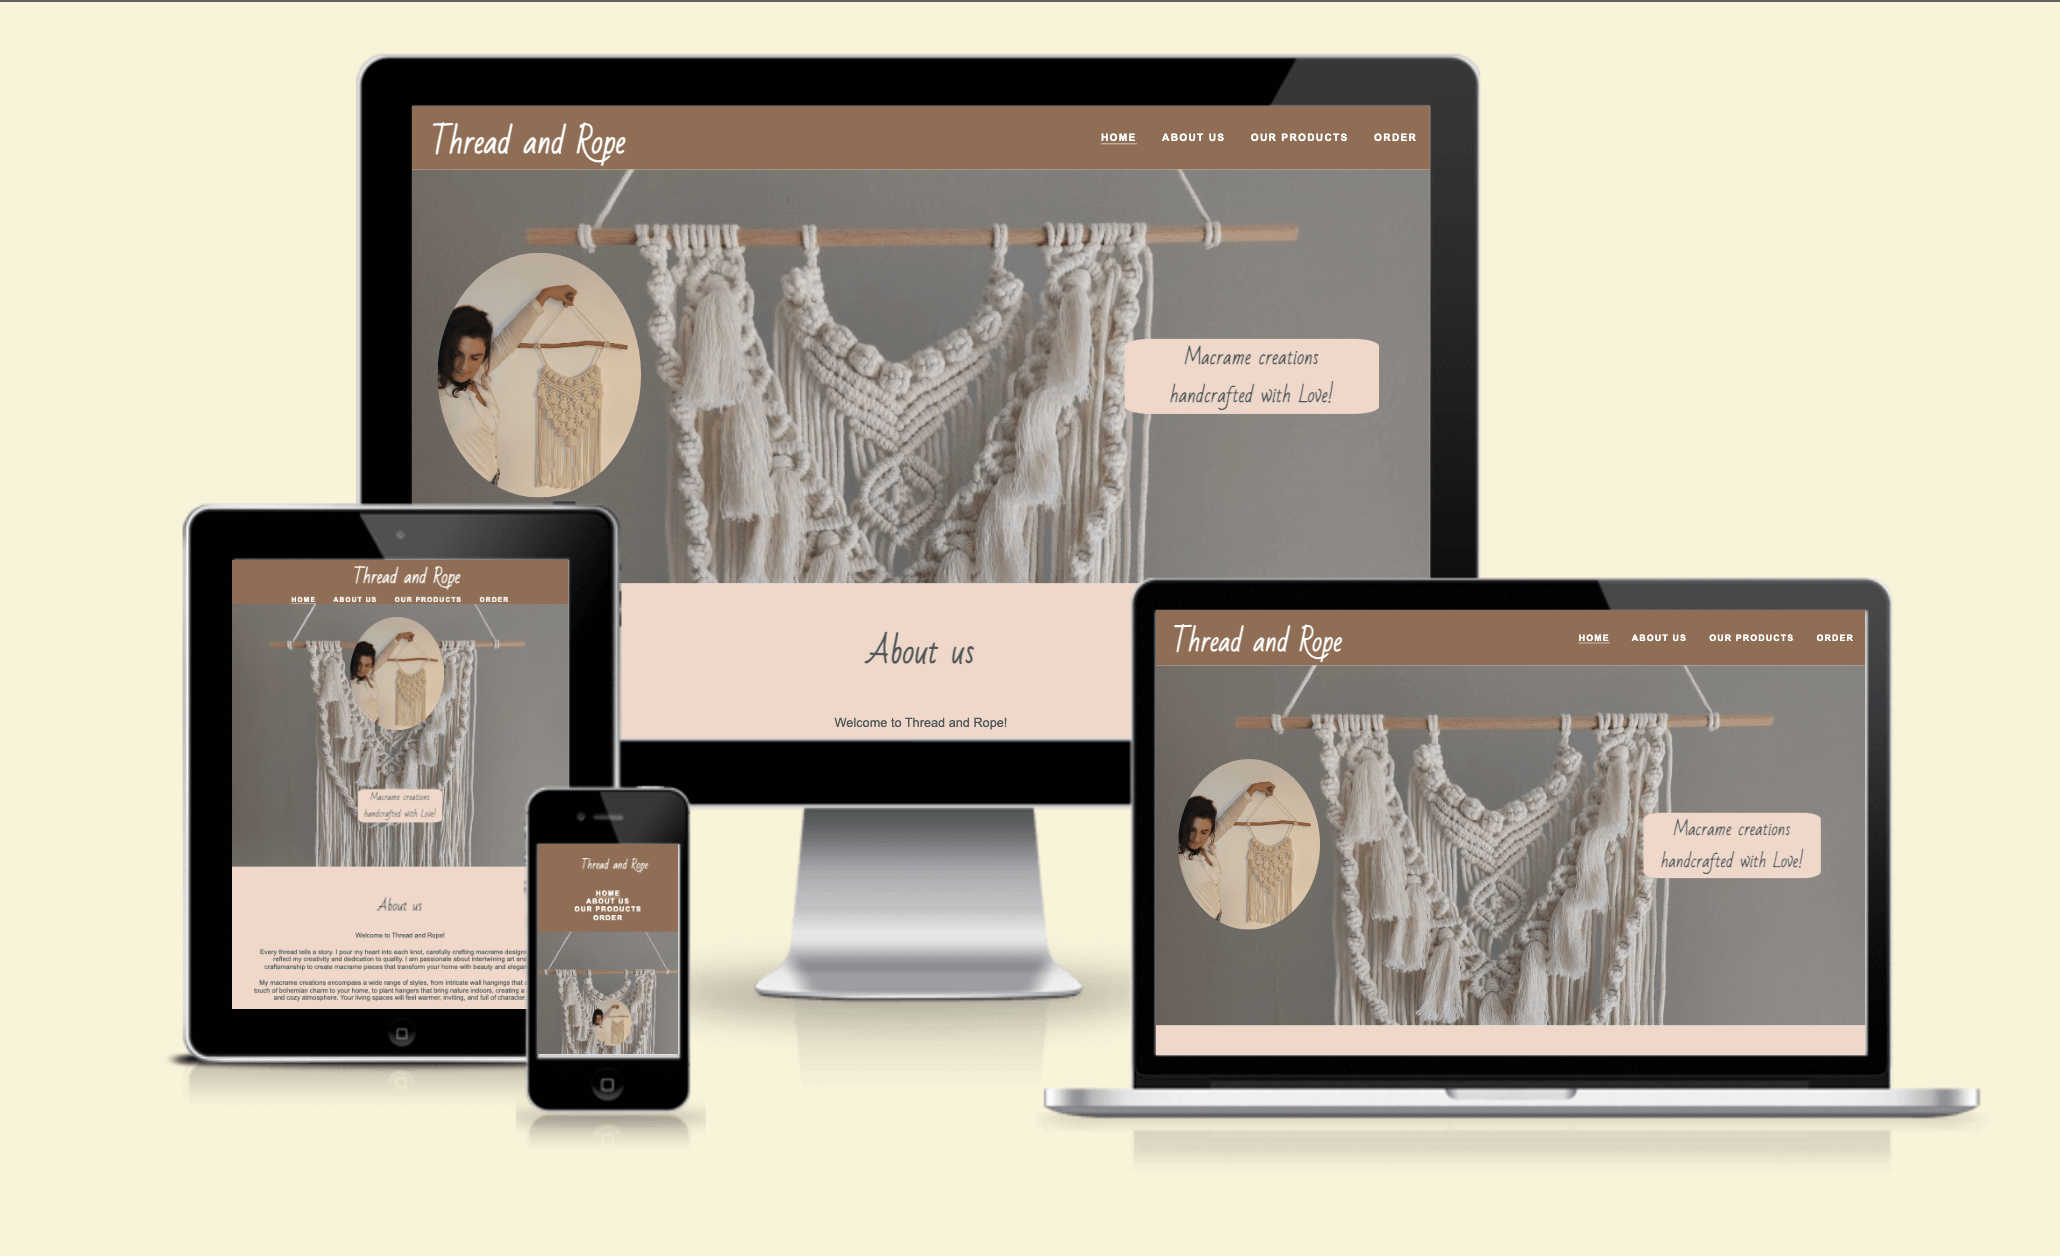 Thread and Rope
HOME ABOUT US OUR PRODUCTS ORDER
Macrame creations
handcrafted with Love!
About us
Welcome to Thread and Rope!
Thread and Rope
HOME ABOUT US OUR PRODUCTS ORDER
Macrame creations
handcrafted with Love!
About us
Welcome to Thread and Rope!
Every thread tells a story. I pour my heart into each knot, carefully crafting macrame designs
reflect my creativity and dedication to quality. I am passionate about intertwining art and
craftsmanship to create macrame pieces that transform your home with beauty and
My macrame creations encompass a wide range of styles, from intricate wall hangings that
touch of bohemian charm to your home, to plant hangers that bring nature indoors, creating a
and cozy atmosphere. Your living spaces will feel warmer, inviting, and full of character.
Thread and Rope
HOME
ABOUT US
OUR PRODUCTS
ORDER
Thread and Rope
HOME ABOUT US OUR PRODUCTS ORDER
Macrame creations
handcrafted with Love!